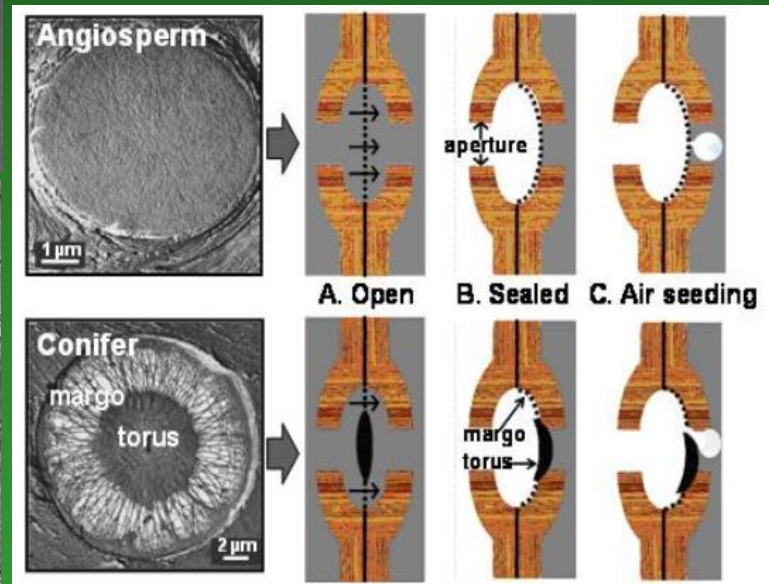 Angiosperm
1 µm
aperture
A. Open
B. Sealed
C. Air seeding
Conifer
margo
torus
2 µm
margo
torus